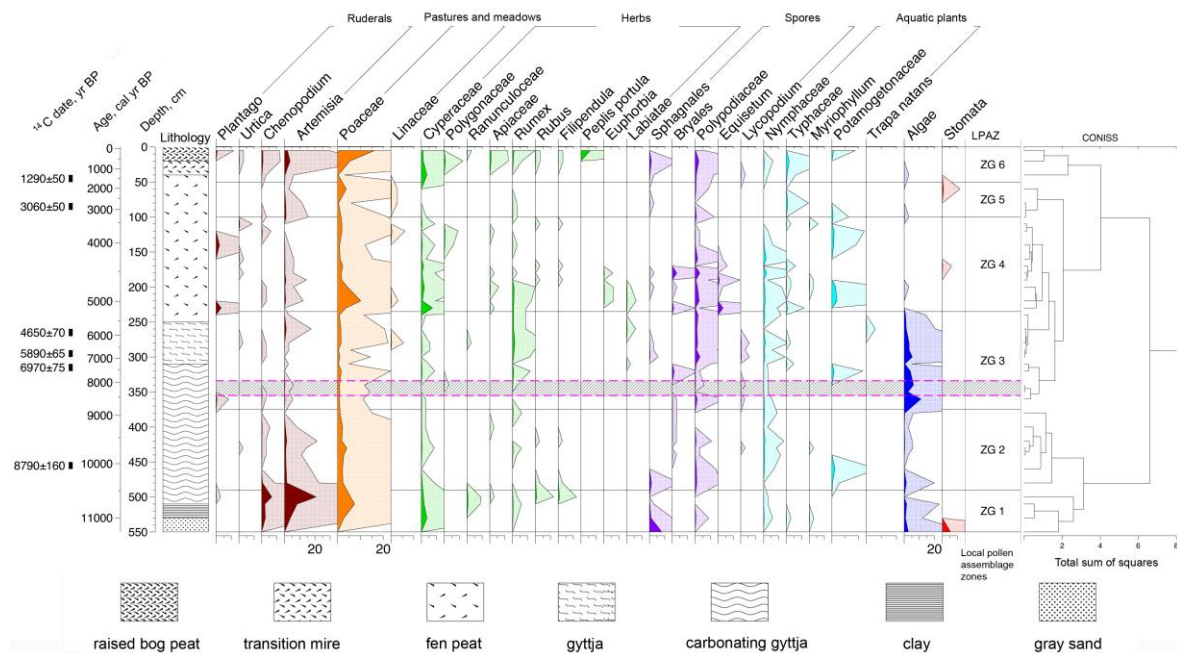 Ruderals
Pastures and meadows
Herbs
Spores
Aquatic plants
¹⁴C date, yr BP
Age, cal yr BP
Depth, cm
Lithology
Plantago
Urtica
Chenopodium
Artemisia
Poaceae
Linaceae
Cyperaceae
Polygonaceae
Ranunculoceae
Apiaceae
Rumex
Rubus
Filipendula
Peplis portula
Euphorbia
Labiatae
Sphagnales
Bryales
Polypodiaceae
Equisetum
Lycopodium
Nymphaceae
Typhaceae
Myriophyllum
Potamogetonaceae
Trapa natans
Algae
Stomata
LPAZ
CONISS
1290±50
3060±50
4650±70
5890±65
6970±75
8790±160
0
1000
2000
3000
4000
5000
6000
7000
8000
9000
10000
11000
0
50
100
150
200
250
300
350
400
450
500
550
ZG 6
ZG 5
ZG 4
ZG 3
ZG 2
ZG 1
20
20
20
2
4
6
8
Local pollen
assemblage
zones
Total sum of squares
raised bog peat
transition mire
fen peat
gyttja
carbonating gyttja
clay
gray sand